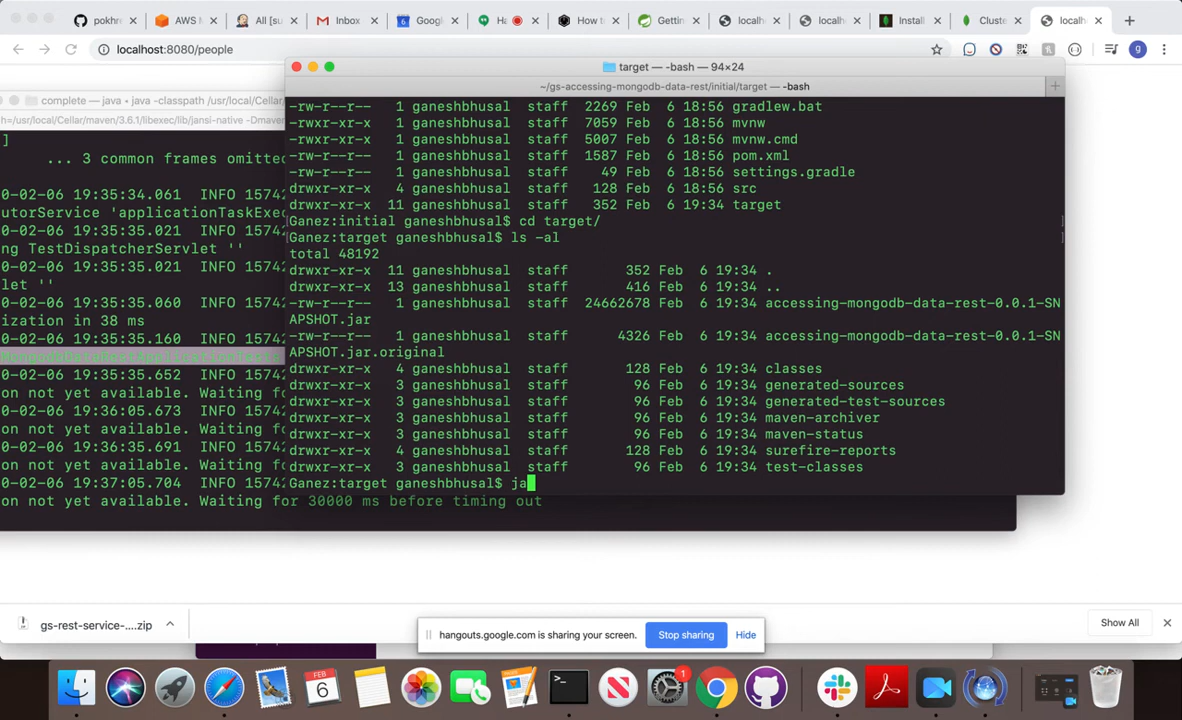 pokhr
AWS M
All [su
Inbox
Googl
Ha
How to
Getting
localho
localho
Install
Cluste
localh
localhost:8080/people
g
target — -bash — 94×24
~/gs-accessing-mongodb-data-rest/initial/target — -bash
complete — java • java -classpath /usr/local/Cellar
h=/usr/local/Cellar/maven/3.6.1/libexec/lib/jansi-native -Dmaven
]
... 3 common frames omitted
0-02-06 19:35:34.061  INFO 15742
utorService 'applicationTaskExec
ng TestDispatcherServlet ''
0-02-06 19:35:35.021  INFO 15742
0-02-06 19:35:35.021  INFO 15742
let ''
0-02-06 19:35:35.060  INFO 15742
ization in 38 ms
0-02-06 19:35:35.160  INFO 15742
0-02-06 19:35:35.652  INFO 15742
on not yet available. Waiting fo
0-02-06 19:36:05.673  INFO 15742
on not yet available. Waiting fo
0-02-06 19:36:35.691  INFO 15742
on not yet available. Waiting fo
0-02-06 19:37:05.704  INFO 15742
on not yet available. Waiting for 30000 ms before timing out
-rw-r--r--   1 ganeshbhusal  staff  2269 Feb  6 18:56 gradlew.bat
-rwxr-xr-x   1 ganeshbhusal  staff  7059 Feb  6 18:56 mvnw
-rwxr-xr-x   1 ganeshbhusal  staff  5007 Feb  6 18:56 mvnw.cmd
-rwxr-xr-x   1 ganeshbhusal  staff  1587 Feb  6 18:56 pom.xml
-rw-r--r--   1 ganeshbhusal  staff    49 Feb  6 18:56 settings.gradle
drwxr-xr-x   4 ganeshbhusal  staff   128 Feb  6 18:56 src
drwxr-xr-x  11 ganeshbhusal  staff   352 Feb  6 19:34 target
Ganez:initial ganeshbhusal$ cd target/
Ganez:target ganeshbhusal$ ls -al
total 48192
drwxr-xr-x  11 ganeshbhusal  staff       352 Feb  6 19:34 .
drwxr-xr-x  13 ganeshbhusal  staff       416 Feb  6 19:34 ..
-rw-r--r--   1 ganeshbhusal  staff  24662678 Feb  6 19:34 accessing-mongodb-data-rest-0.0.1-SN
APSHOT.jar
-rw-r--r--   1 ganeshbhusal  staff      4326 Feb  6 19:34 accessing-mongodb-data-rest-0.0.1-SN
APSHOT.jar.original
drwxr-xr-x   4 ganeshbhusal  staff       128 Feb  6 19:34 classes
drwxr-xr-x   3 ganeshbhusal  staff        96 Feb  6 19:34 generated-sources
drwxr-xr-x   3 ganeshbhusal  staff        96 Feb  6 19:34 generated-test-sources
drwxr-xr-x   3 ganeshbhusal  staff        96 Feb  6 19:34 maven-archiver
drwxr-xr-x   3 ganeshbhusal  staff        96 Feb  6 19:34 maven-status
drwxr-xr-x   4 ganeshbhusal  staff       128 Feb  6 19:34 surefire-reports
drwxr-xr-x   3 ganeshbhusal  staff        96 Feb  6 19:34 test-classes
Ganez:target ganeshbhusal$ ja
gs-rest-service-....zip
Show All
hangouts.google.com is sharing your screen.
Stop sharing
Hide
FEB
6
1